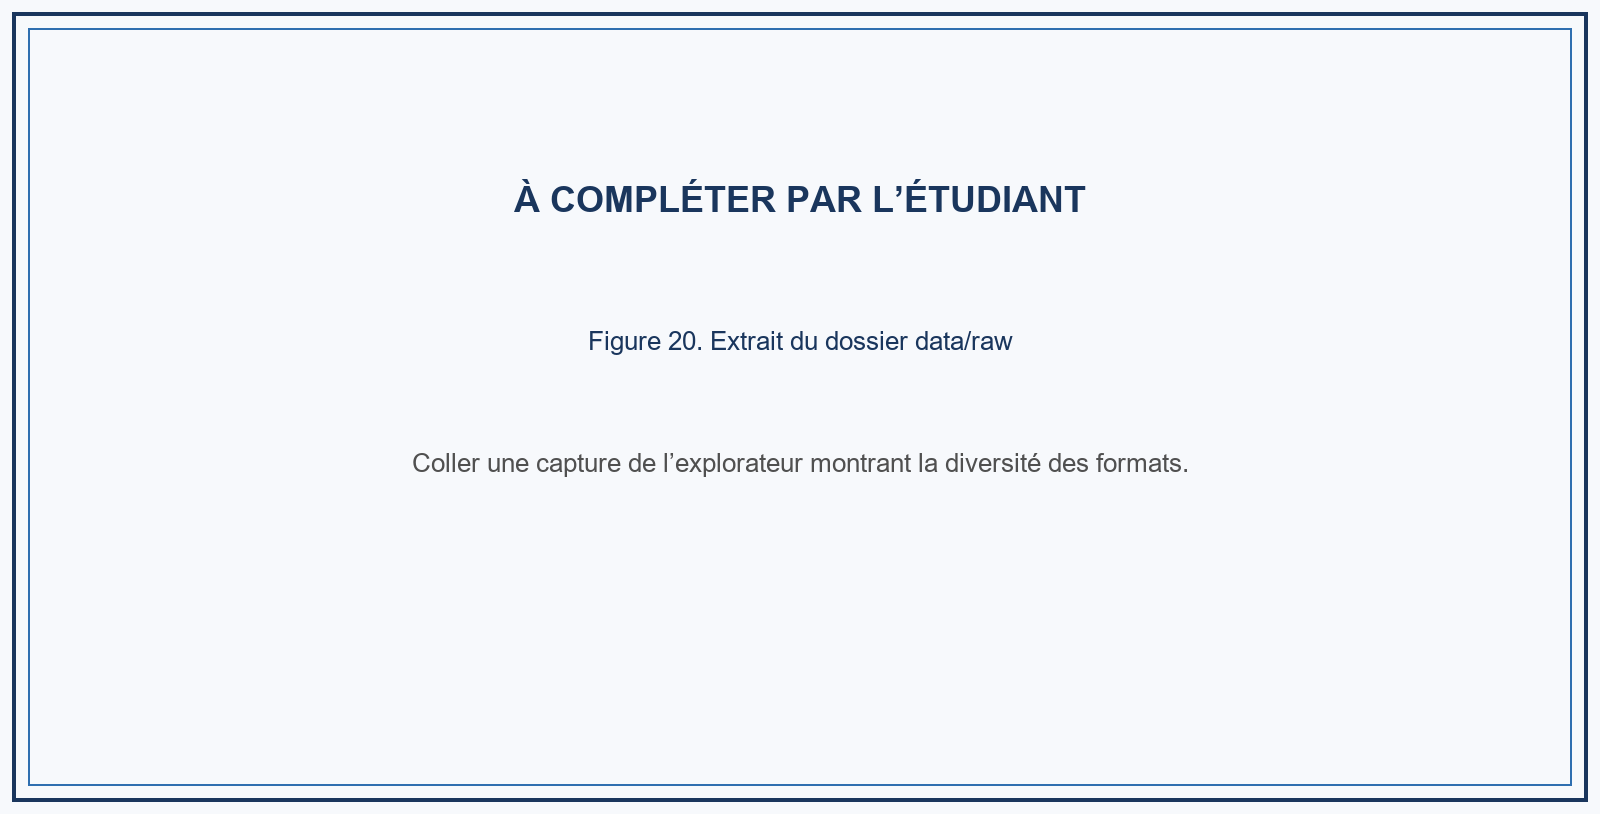 À COMPLÉTER PAR L’ÉTUDIANT
Figure 20. Extrait du dossier data/raw
Coller une capture de l’explorateur montrant la diversité des formats.